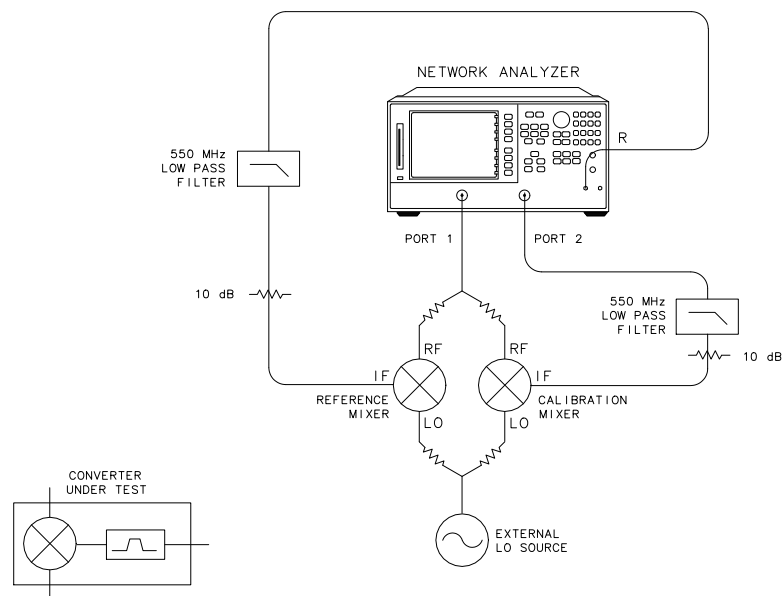 NETWORK ANALYZER
R
550 MHz
LOW PASS
FILTER
PORT 1
PORT 2
10 dB
550 MHz
LOW PASS
FILTER
10 dB
RF
RF
IF
IF
REFERENCE
MIXER
CALIBRATION
MIXER
LO
LO
CONVERTER
UNDER TEST
EXTERNAL
LO SOURCE